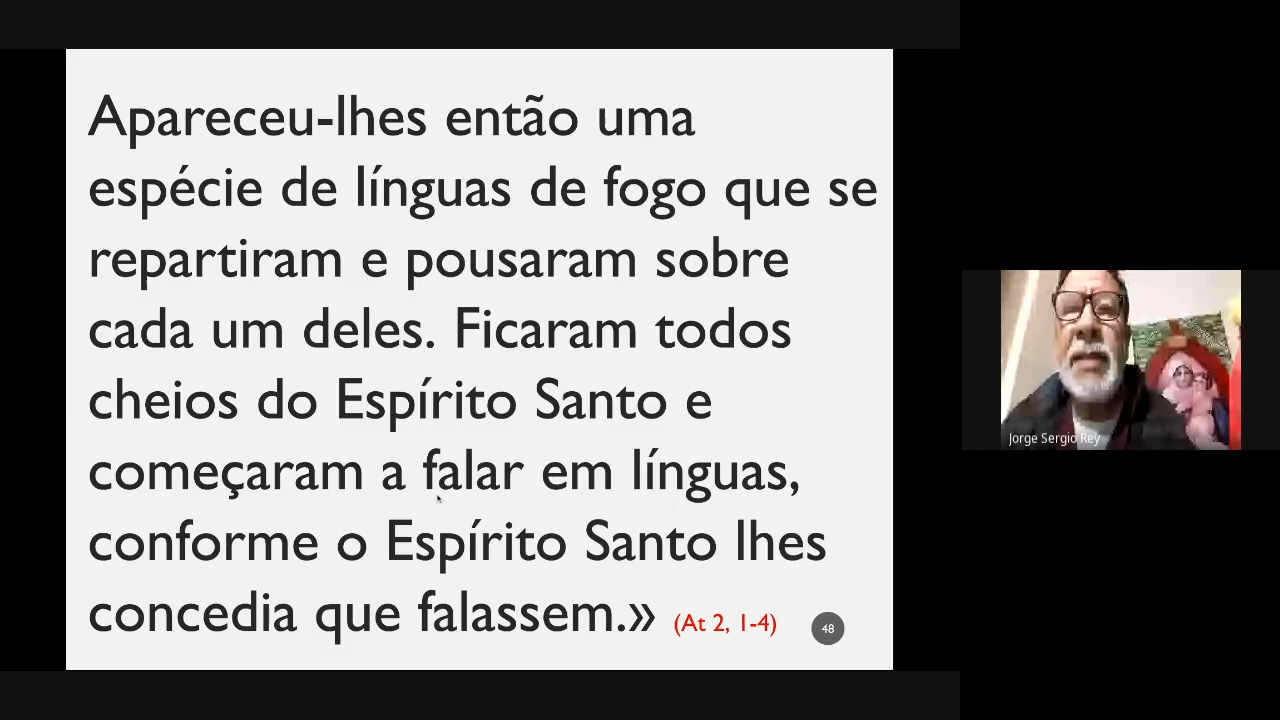 Apareceu-lhes então uma
espécie de línguas de fogo que se
repartiram e pousaram sobre
cada um deles. Ficaram todos
cheios do Espírito Santo e
começaram a falar em línguas,
conforme o Espírito Santo lhes
concedia que falassem.» (At 2, 1-4)
48
Jorge Sergio Rey